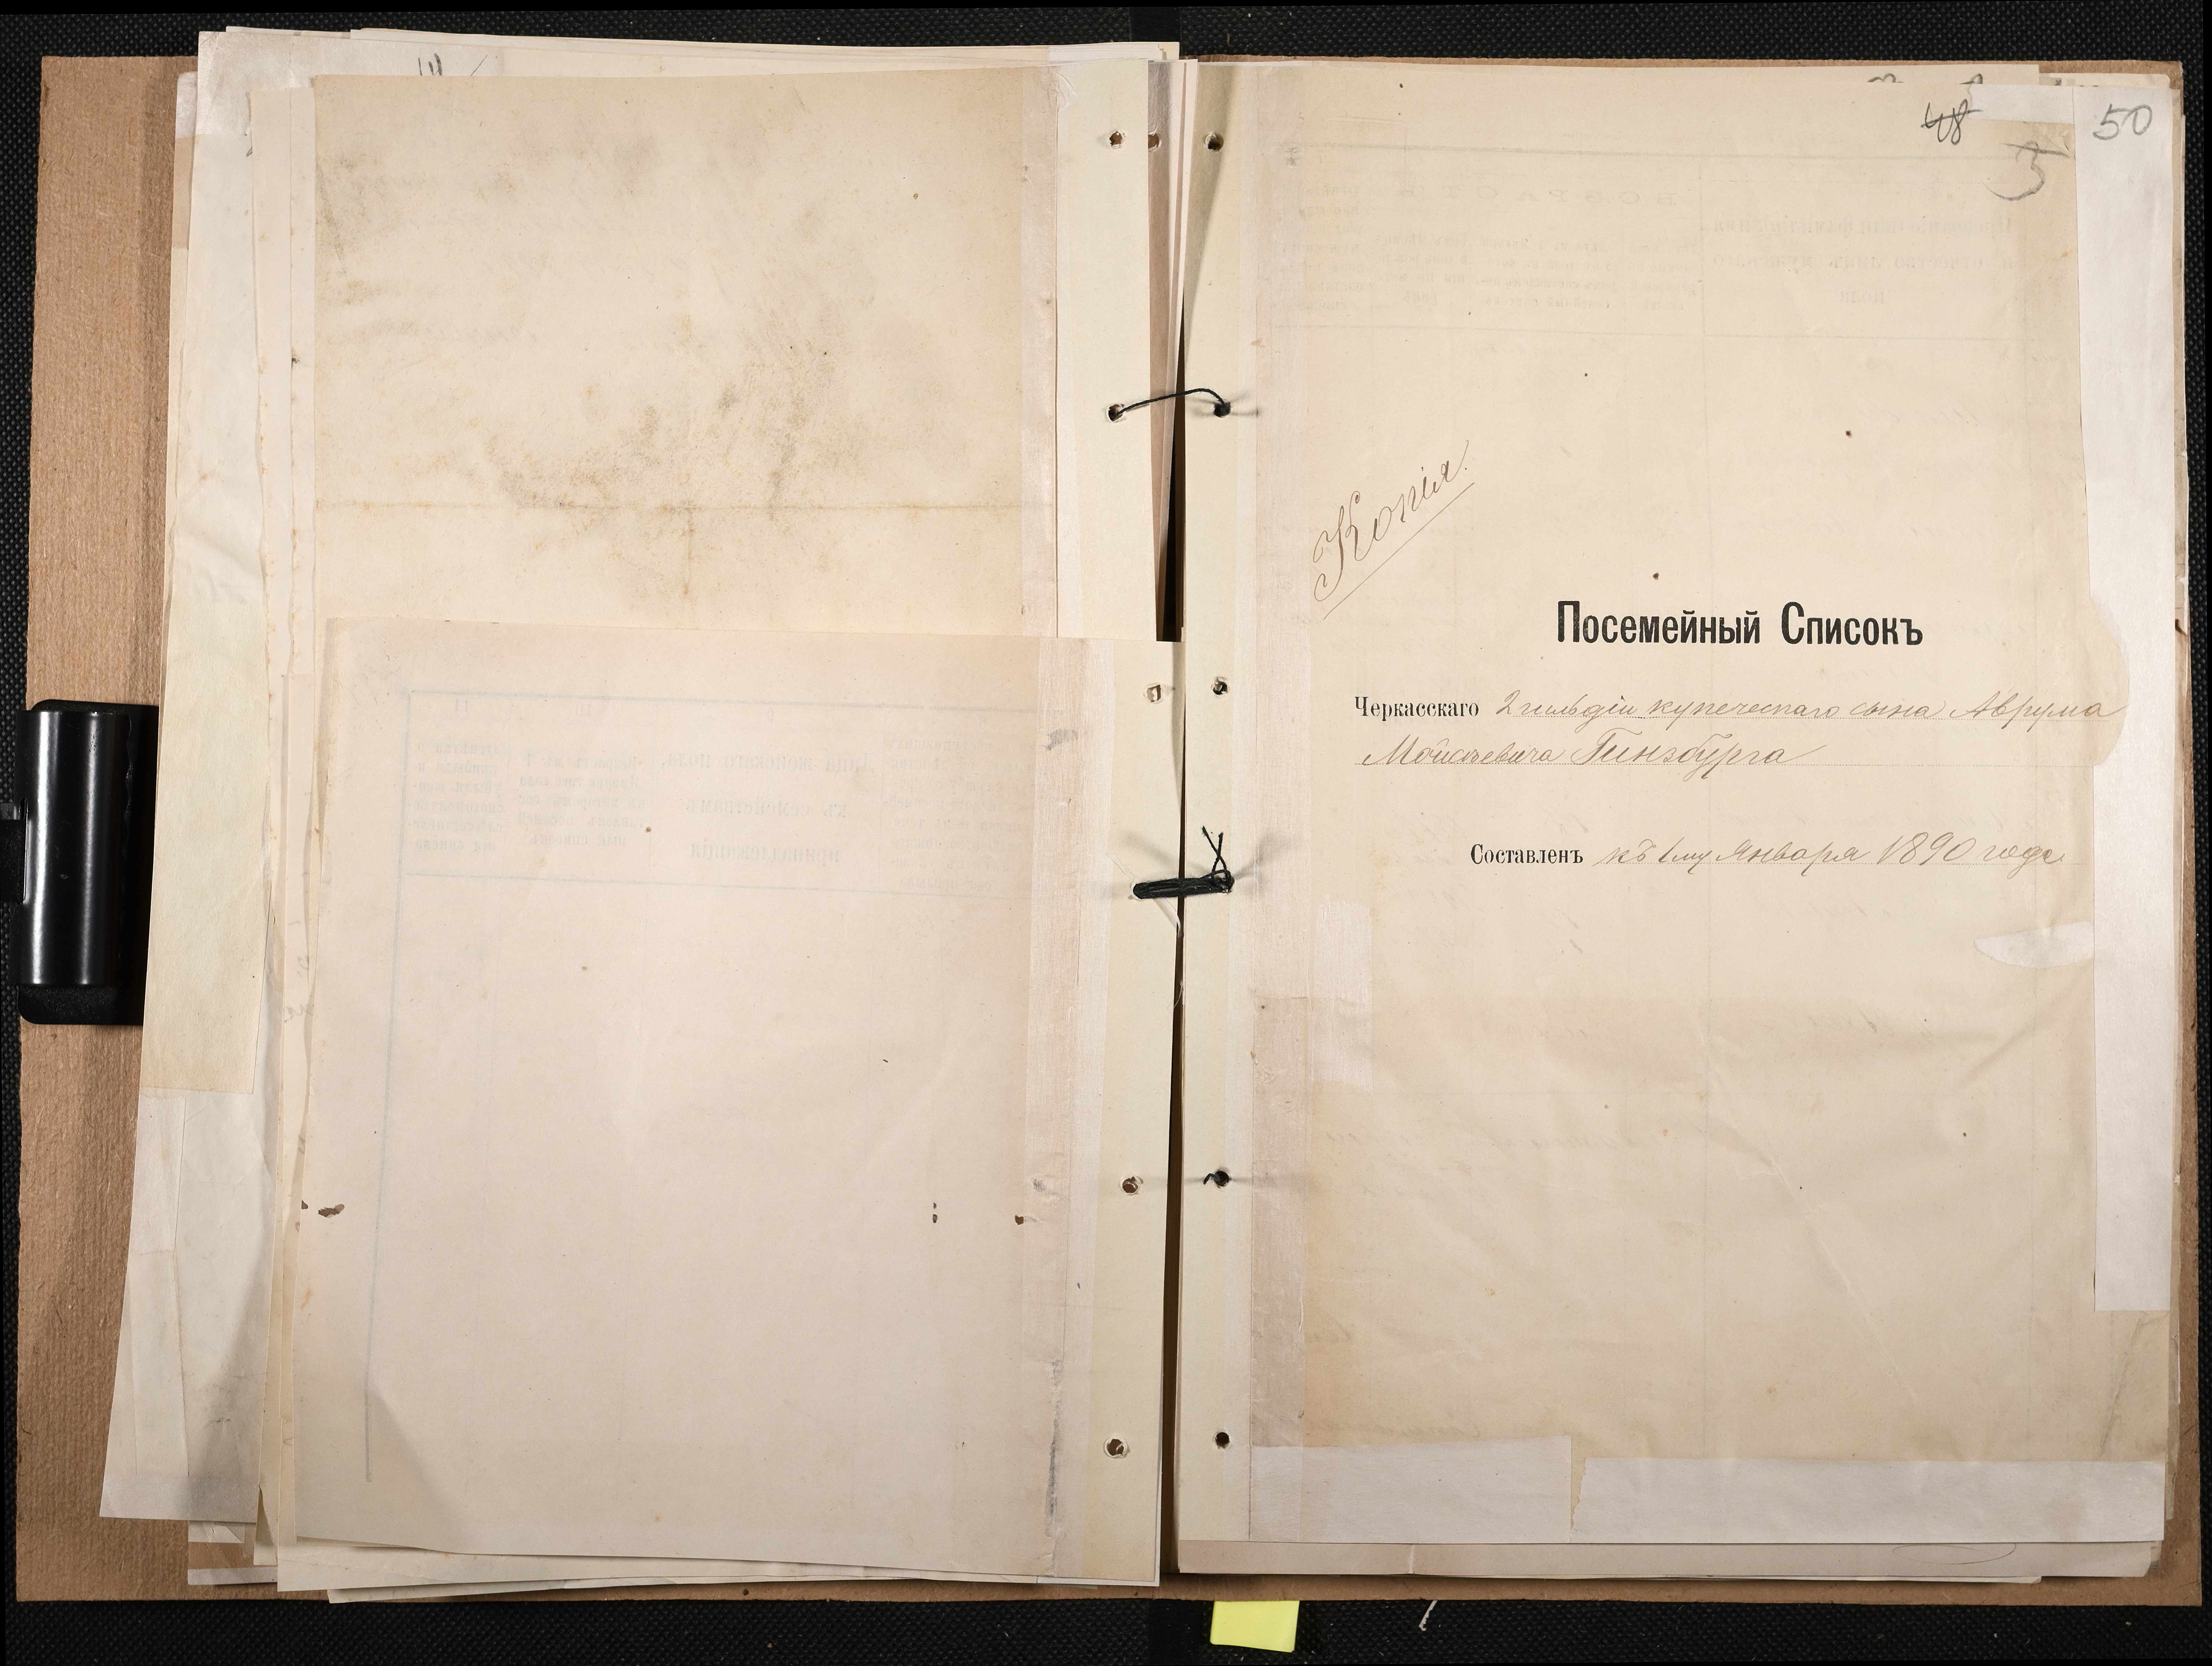 48
50
3
Копія.
Посемейный Списокъ
Черкасскаго 2 гильдіи купеческаго сына Аврума
Мойсѣевича Гинзбурга
Составленъ къ 1му Января 1890 года